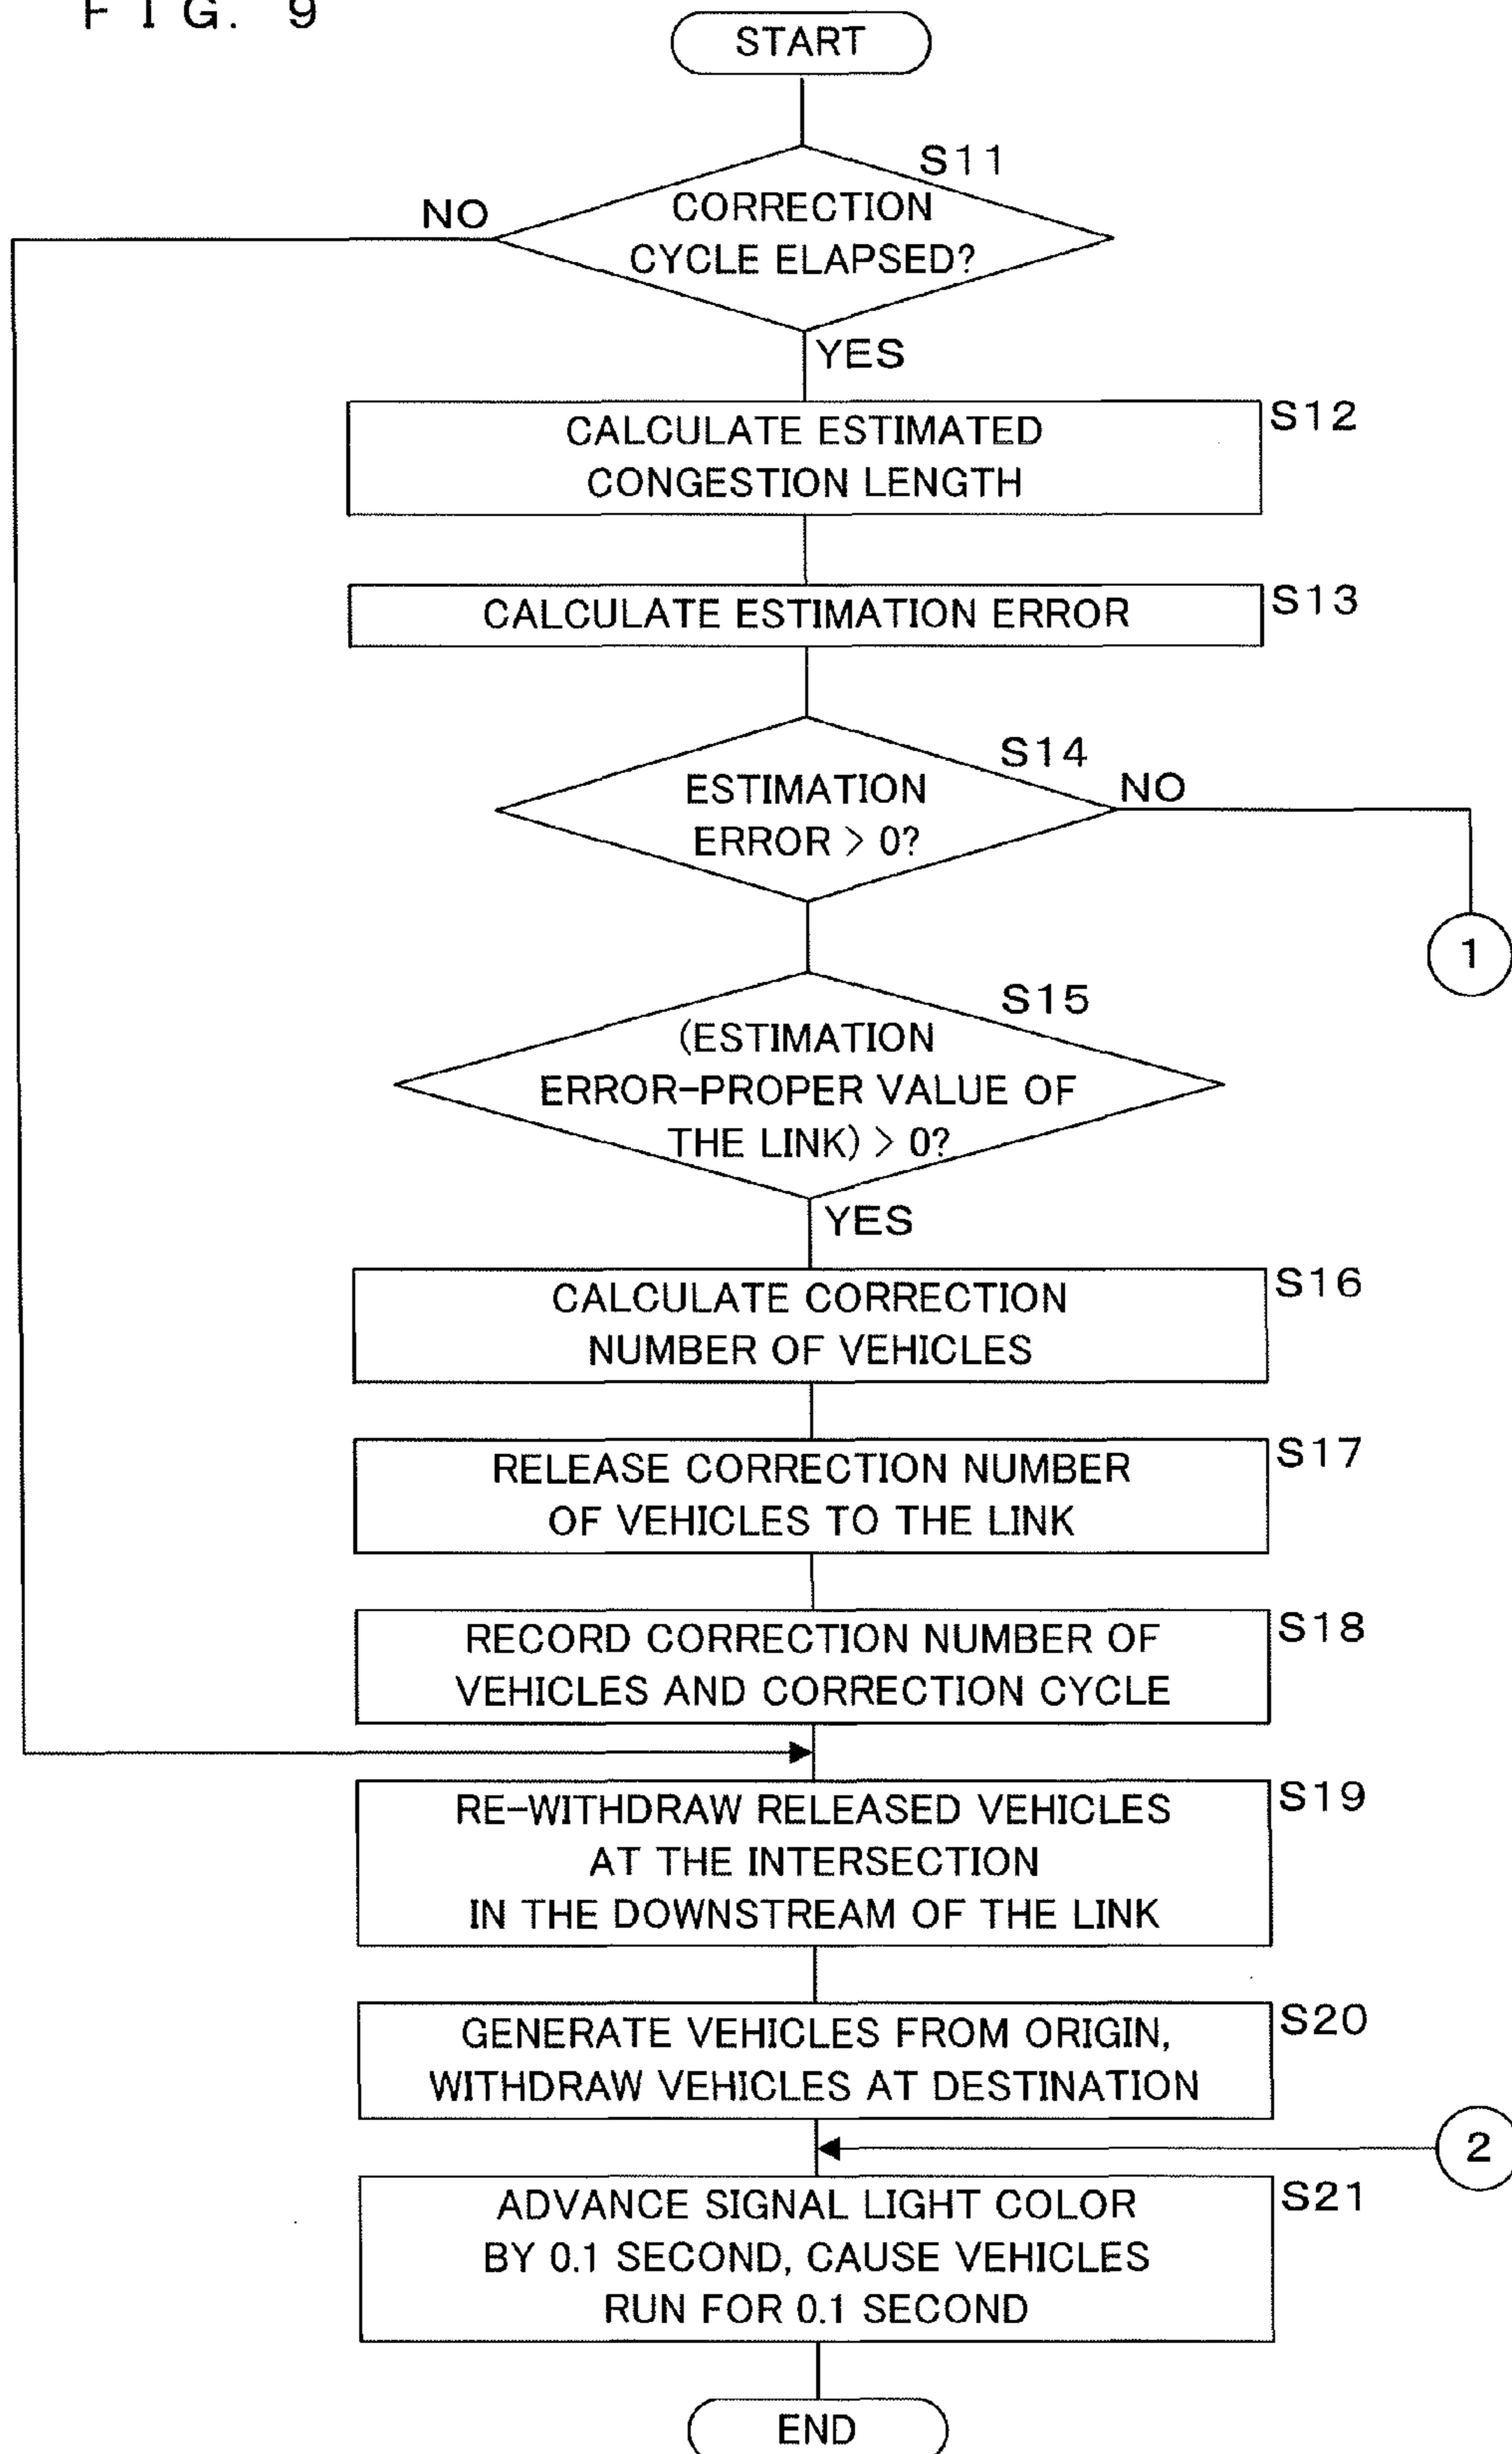 FIG. 9
START
S11
NO
CORRECTION
CYCLE ELAPSED?
YES
CALCULATE ESTIMATED
CONGESTION LENGTH
S12
CALCULATE ESTIMATION ERROR
S13
S14
ESTIMATION
ERROR > 0?
NO
1
S15
(ESTIMATION
ERROR-PROPER VALUE OF
THE LINK) > 0?
YES
CALCULATE CORRECTION
NUMBER OF VEHICLES
S16
RELEASE CORRECTION NUMBER
OF VEHICLES TO THE LINK
S17
RECORD CORRECTION NUMBER OF
VEHICLES AND CORRECTION CYCLE
S18
RE-WITHDRAW RELEASED VEHICLES
AT THE INTERSECTION
IN THE DOWNSTREAM OF THE LINK
S19
GENERATE VEHICLES FROM ORIGIN,
WITHDRAW VEHICLES AT DESTINATION
S20
2
ADVANCE SIGNAL LIGHT COLOR
BY 0.1 SECOND, CAUSE VEHICLES
RUN FOR 0.1 SECOND
S21
END